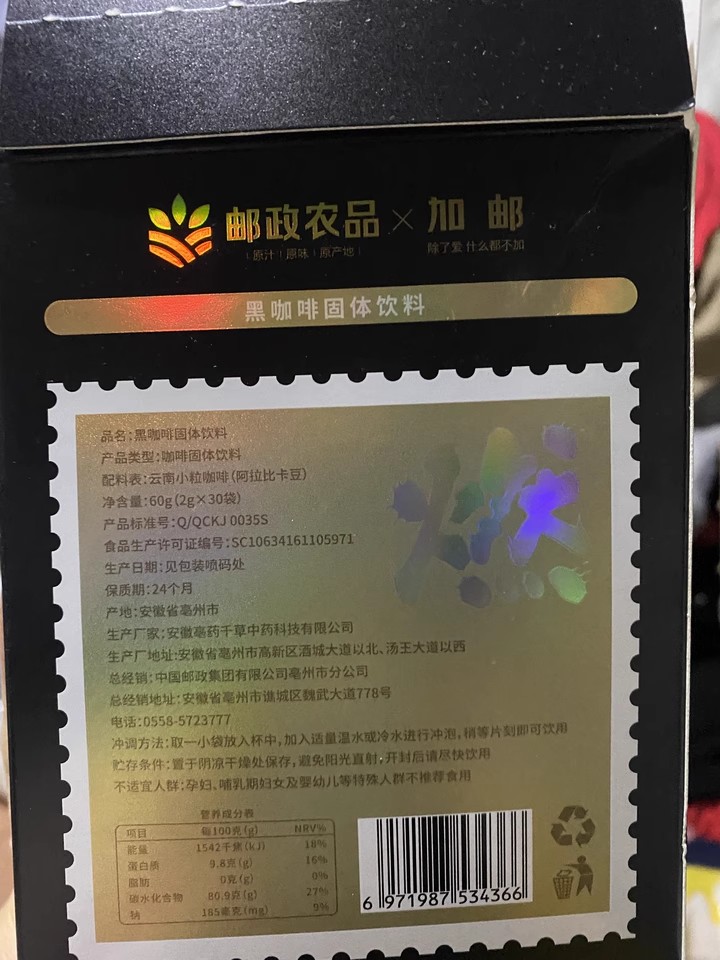 邮政农品 × 加 邮
原汁 | 原味 | 原产地
除了爱 什么都不加
黑咖啡固体饮料
品名:黑咖啡固体饮料
产品类型:咖啡固体饮料
配料表:云南小粒咖啡(阿拉比卡豆)
净含量:60g(2g×30袋)
产品标准号:Q/QCKJ 0035S
食品生产许可证编号:SC10634161105971
生产日期:见包装喷码处
保质期:24个月
产地:安徽省亳州市
生产厂家:安徽亳药千草中药科技有限公司
生产厂地址:安徽省亳州市高新区酒城大道以北、汤王大道以西
总经销:中国邮政集团有限公司亳州市分公司
总经销地址:安徽省亳州市谯城区魏武大道778号
电话:0558-5723777
冲调方法:取一小袋放入杯中,加入适量温水或冷水进行冲泡,稍等片刻即可饮用
贮存条件:置于阴凉干燥处保存,避免阳光直射,开封后请尽快饮用
不适宜人群:孕妇、哺乳期妇女及婴幼儿等特殊人群不推荐食用
营养成分表
项目 每100克(g) NRV%
能量 1542千焦(kJ) 18%
蛋白质 9.8克(g) 16%
脂肪 0克(g) 0%
碳水化合物 80.9克(g) 27%
钠 185毫克(mg) 9%
6 971987 534366